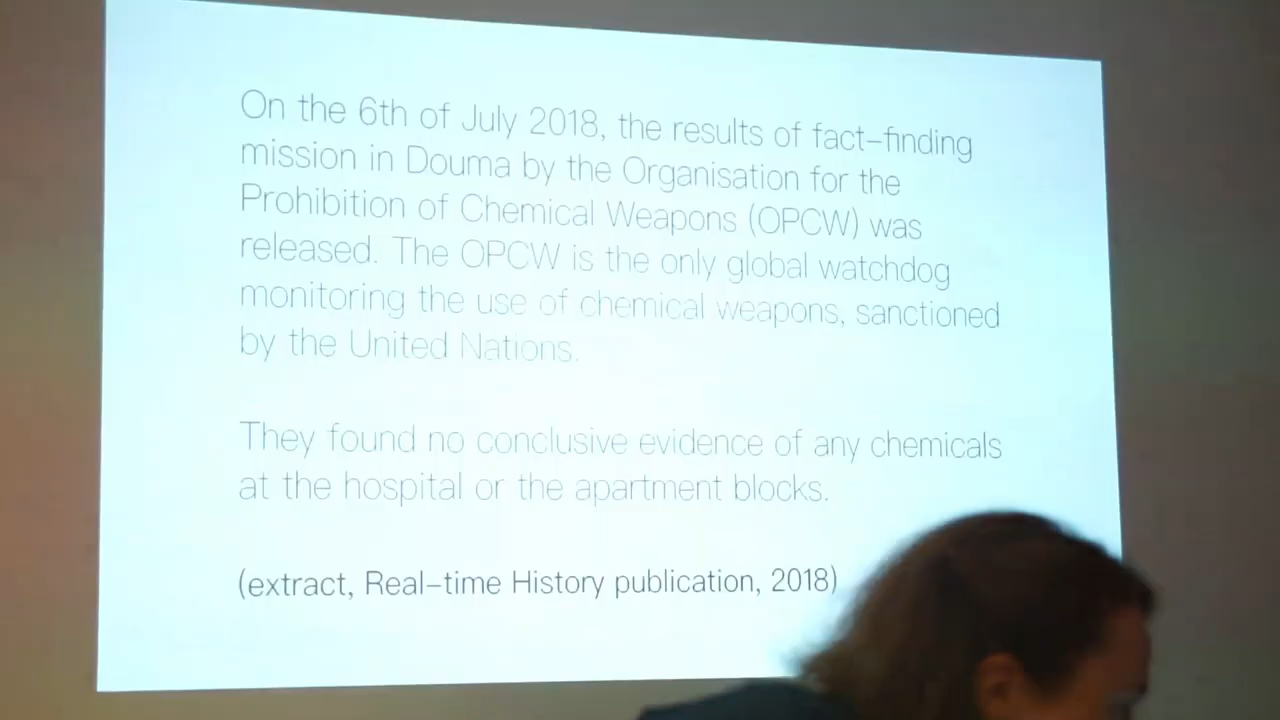 On the 6th of July 2018, the results of fact-finding
mission in Douma by the Organisation for the
Prohibition of Chemical Weapons (OPCW) was
released. The OPCW is the only global watchdog
monitoring the use of chemical weapons, sanctioned
by the United Nations.
They found no conclusive evidence of any chemicals
at the hospital or the apartment blocks.
(extract, Real-time History publication, 2018)